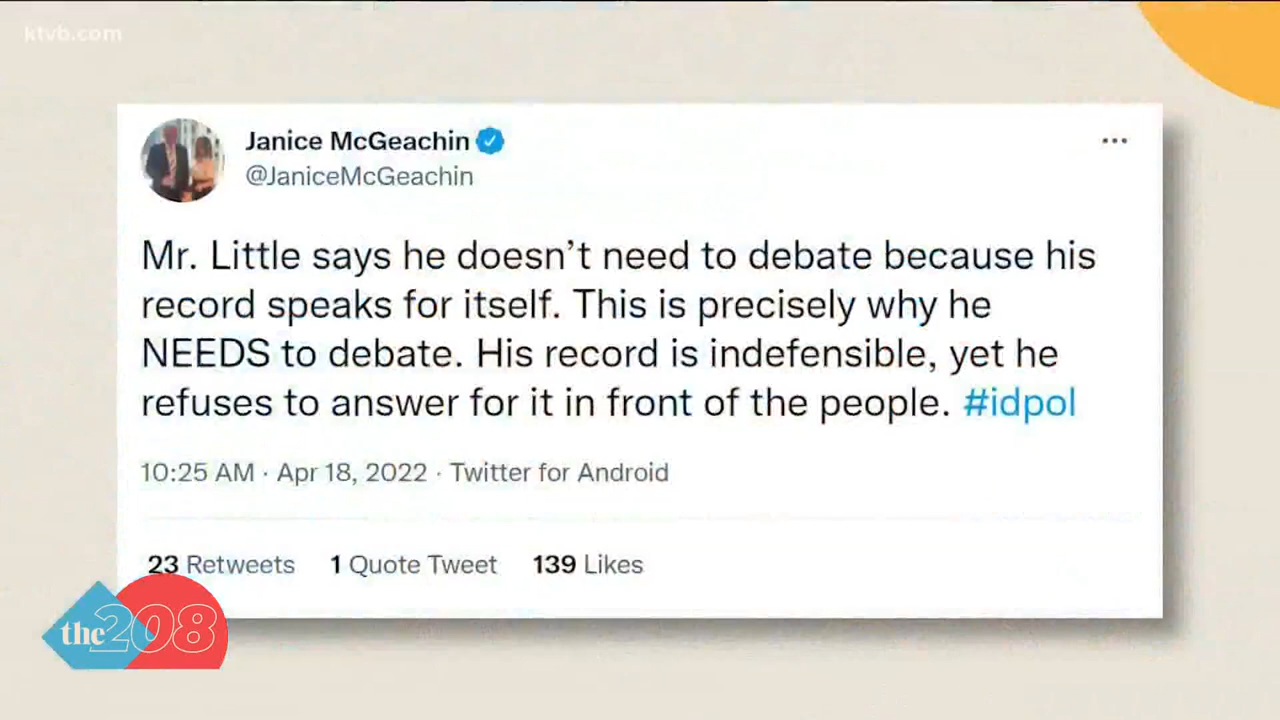 ktvb.com
Janice McGeachin
@JaniceMcGeachin
Mr. Little says he doesn’t need to debate because his
record speaks for itself. This is precisely why he
NEEDS to debate. His record is indefensible, yet he
refuses to answer for it in front of the people. #idpol
10:25 AM · Apr 18, 2022 · Twitter for Android
23 Retweets 1 Quote Tweet 139 Likes
the 208